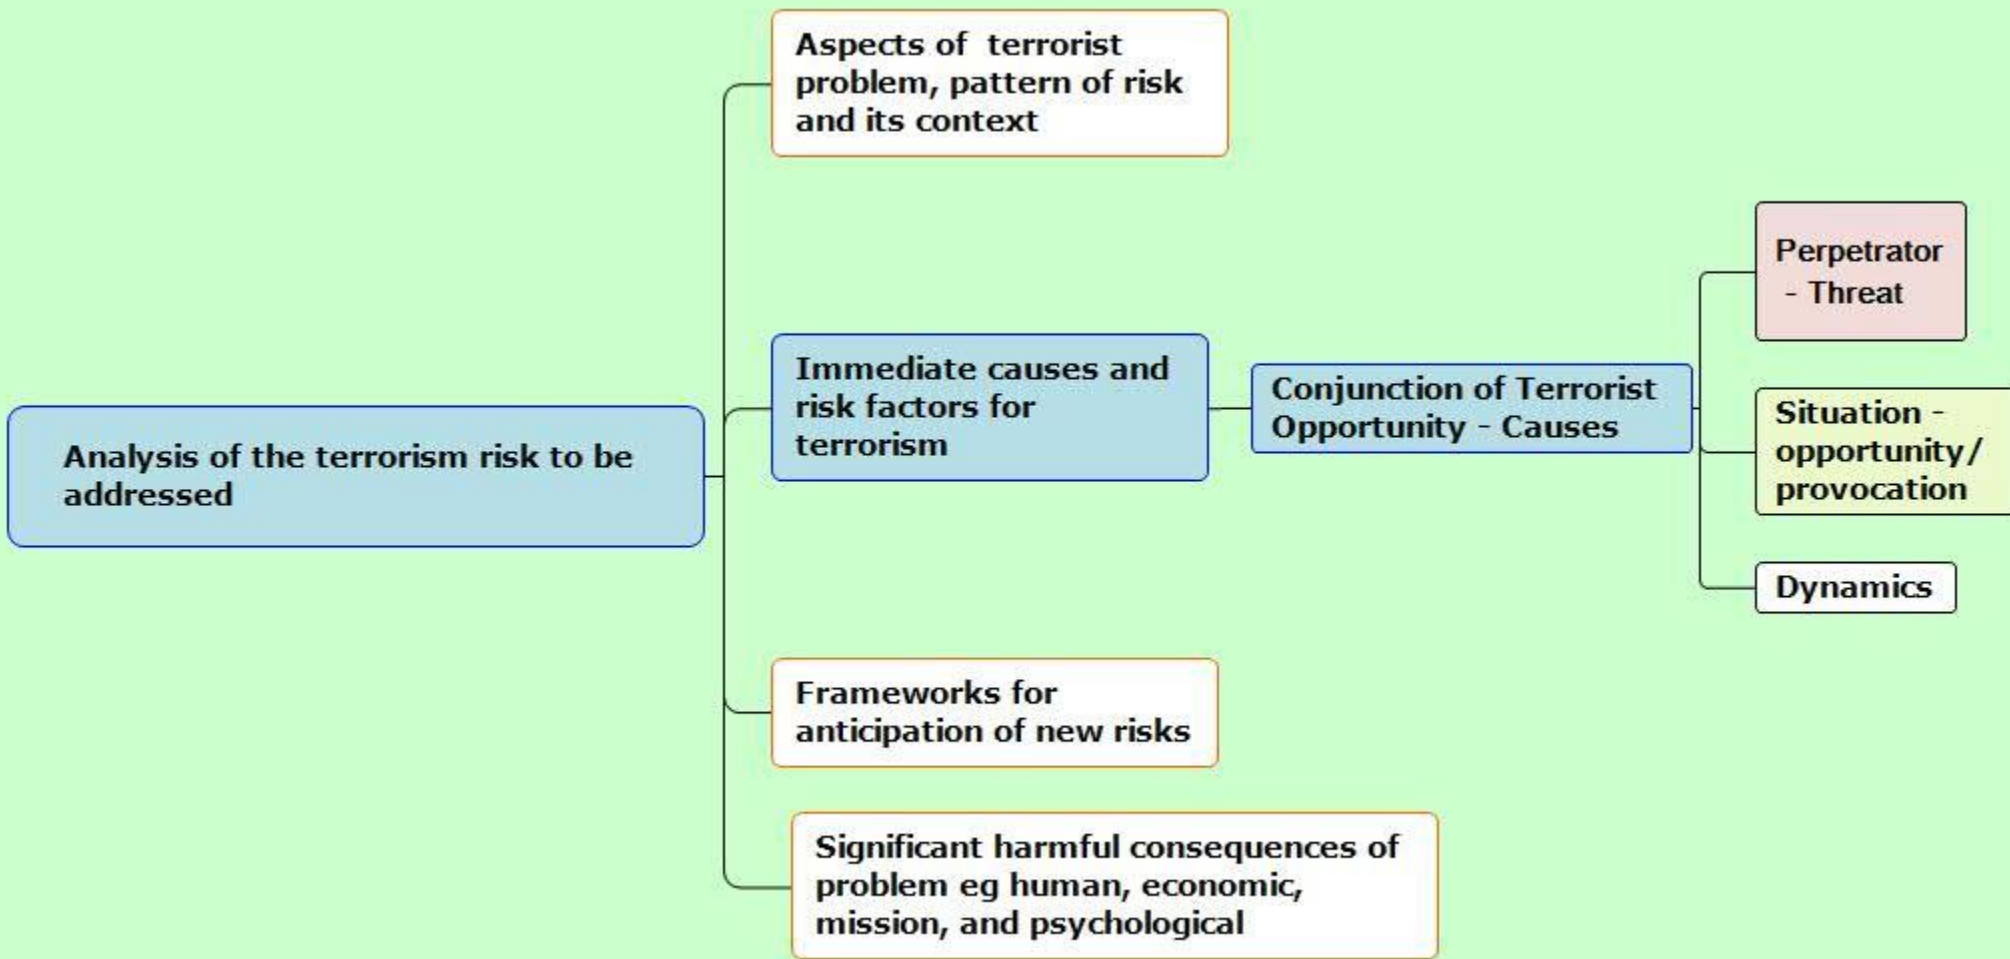 Analysis of the terrorism risk to be
addressed
Aspects of  terrorist
problem, pattern of risk
and its context
Immediate causes and
risk factors for
terrorism
Conjunction of Terrorist
Opportunity - Causes
Perpetrator
- Threat
Situation -
opportunity/
provocation
Dynamics
Frameworks for
anticipation of new risks
Significant harmful consequences of
problem eg human, economic,
mission, and psychological